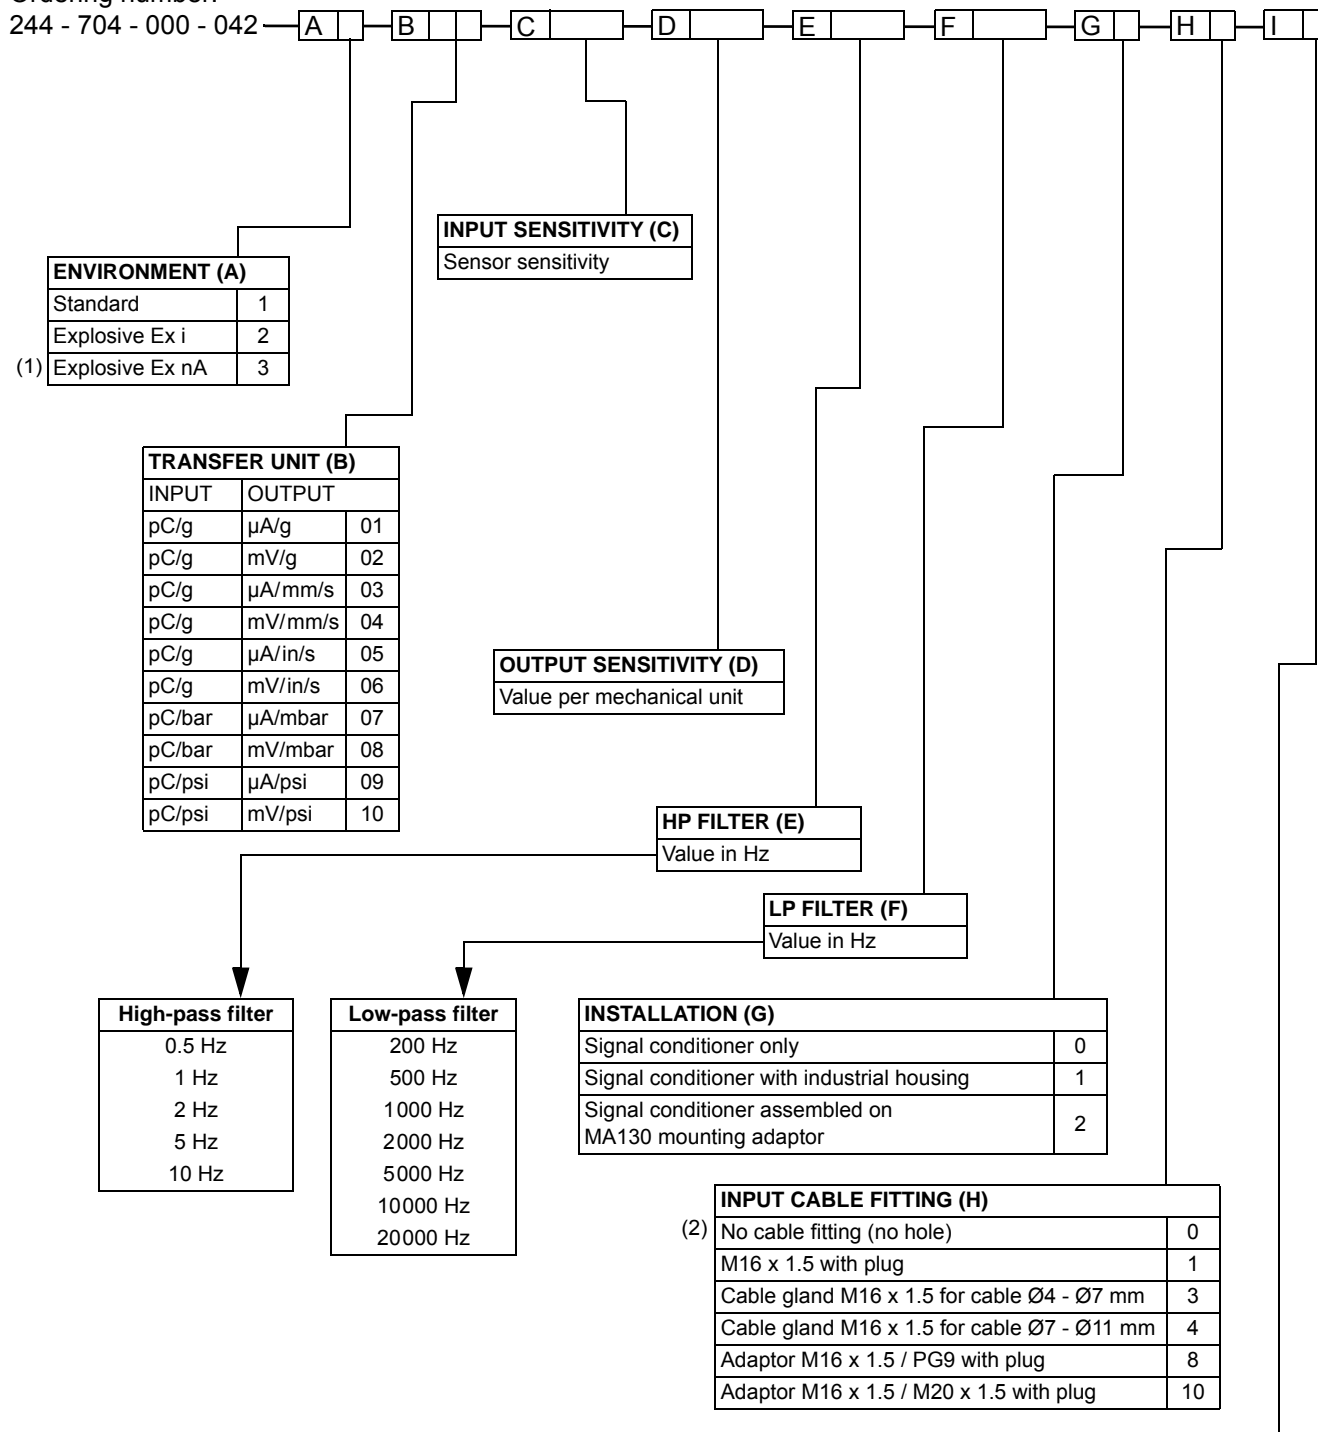 Ordering number:
244 - 704 - 000 - 042 A B C D E F G H I
INPUT SENSITIVITY (C)
Sensor sensitivity
ENVIRONMENT (A)
Standard 1
Explosive Ex i 2
(1) Explosive Ex nA 3
TRANSFER UNIT (B)
INPUT OUTPUT
pC/g µA/g 01
pC/g mV/g 02
pC/g µA/mm/s 03
pC/g mV/mm/s 04
pC/g µA/in/s 05
pC/g mV/in/s 06
pC/bar µA/mbar 07
pC/bar mV/mbar 08
pC/psi µA/psi 09
pC/psi mV/psi 10
OUTPUT SENSITIVITY (D)
Value per mechanical unit
HP FILTER (E)
Value in Hz
LP FILTER (F)
Value in Hz
High-pass filter
0.5 Hz
1 Hz
2 Hz
5 Hz
10 Hz
Low-pass filter
200 Hz
500 Hz
1000 Hz
2000 Hz
5000 Hz
10000 Hz
20000 Hz
INSTALLATION (G)
Signal conditioner only 0
Signal conditioner with industrial housing 1
Signal conditioner assembled on
MA130 mounting adaptor 2
INPUT CABLE FITTING (H)
(2) No cable fitting (no hole) 0
M16 x 1.5 with plug 1
Cable gland M16 x 1.5 for cable Ø4 - Ø7 mm 3
Cable gland M16 x 1.5 for cable Ø7 - Ø11 mm 4
Adaptor M16 x 1.5 / PG9 with plug 8
Adaptor M16 x 1.5 / M20 x 1.5 with plug 10